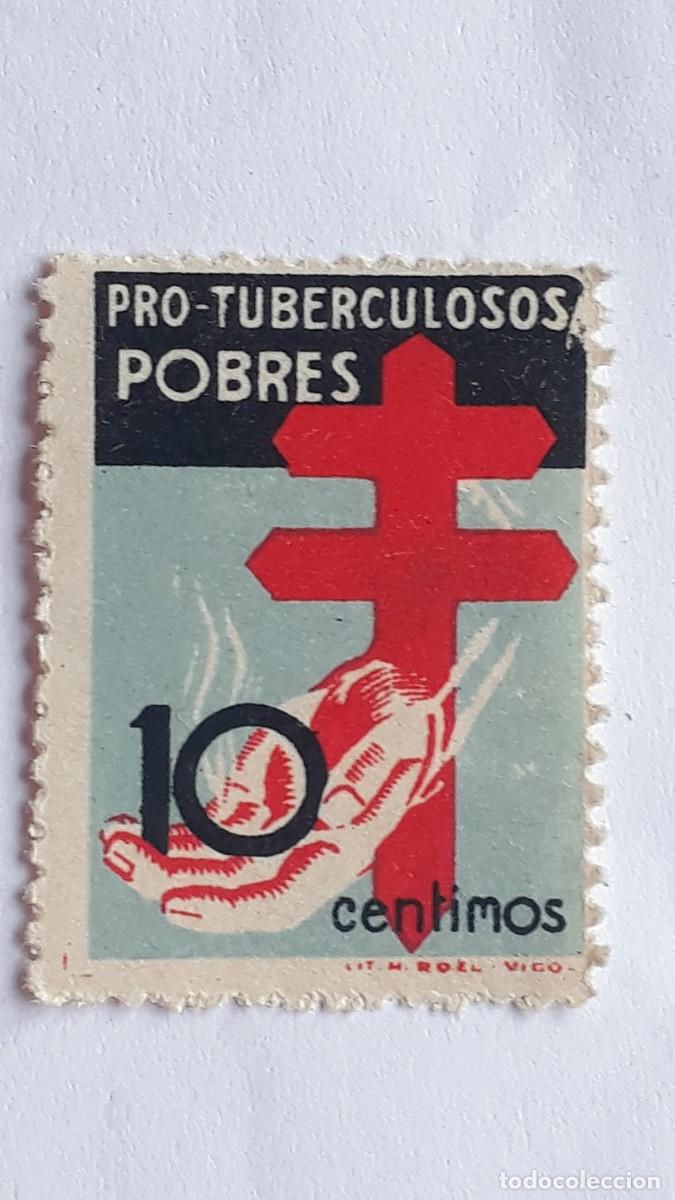 PRO-TUBERCULOSOS
POBRES
10
centimos
LIT. M. ROEL · VIGO-
todocoleccion